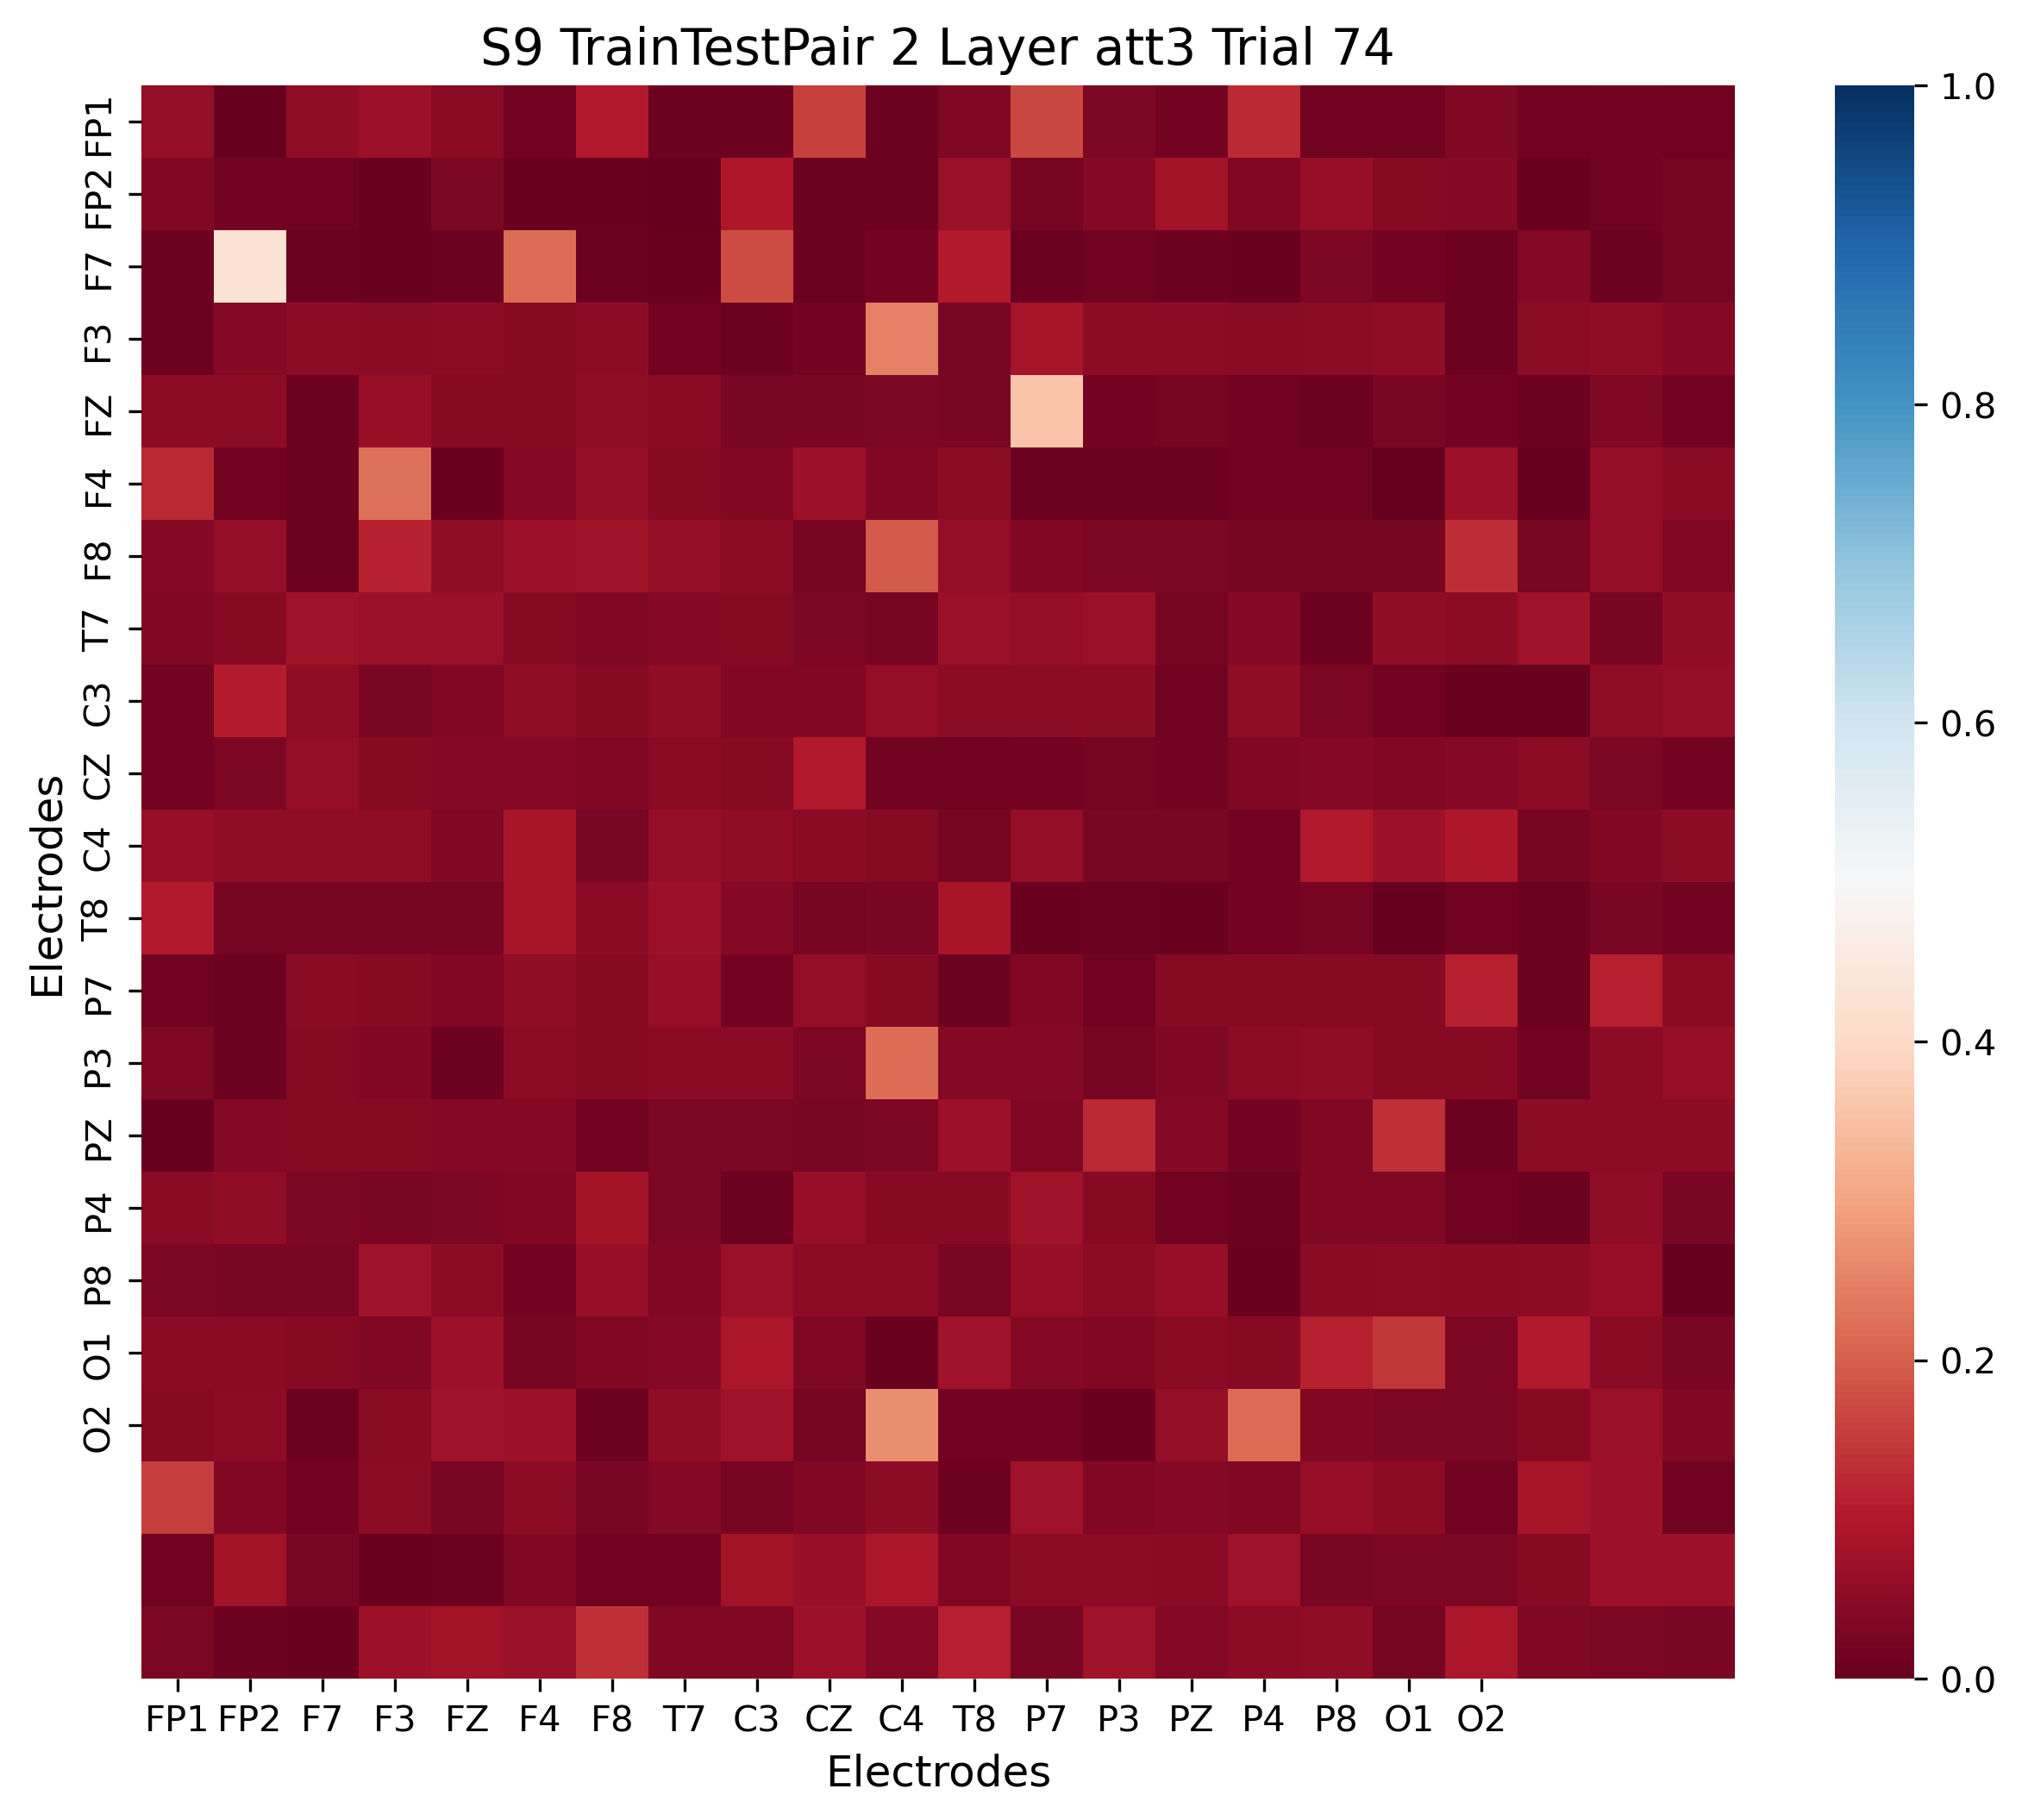 S9 TrainTestPair 2 Layer att3 Trial 74
Electrodes
FP1
FP2
F7
F3
FZ
F4
F8
T7
C3
CZ
C4
T8
P7
P3
PZ
P4
P8
O1
O2
FP1 FP2 F7 F3 FZ F4 F8 T7 C3 CZ C4 T8 P7 P3 PZ P4 P8 O1 O2
Electrodes
1.0
0.8
0.6
0.4
0.2
0.0